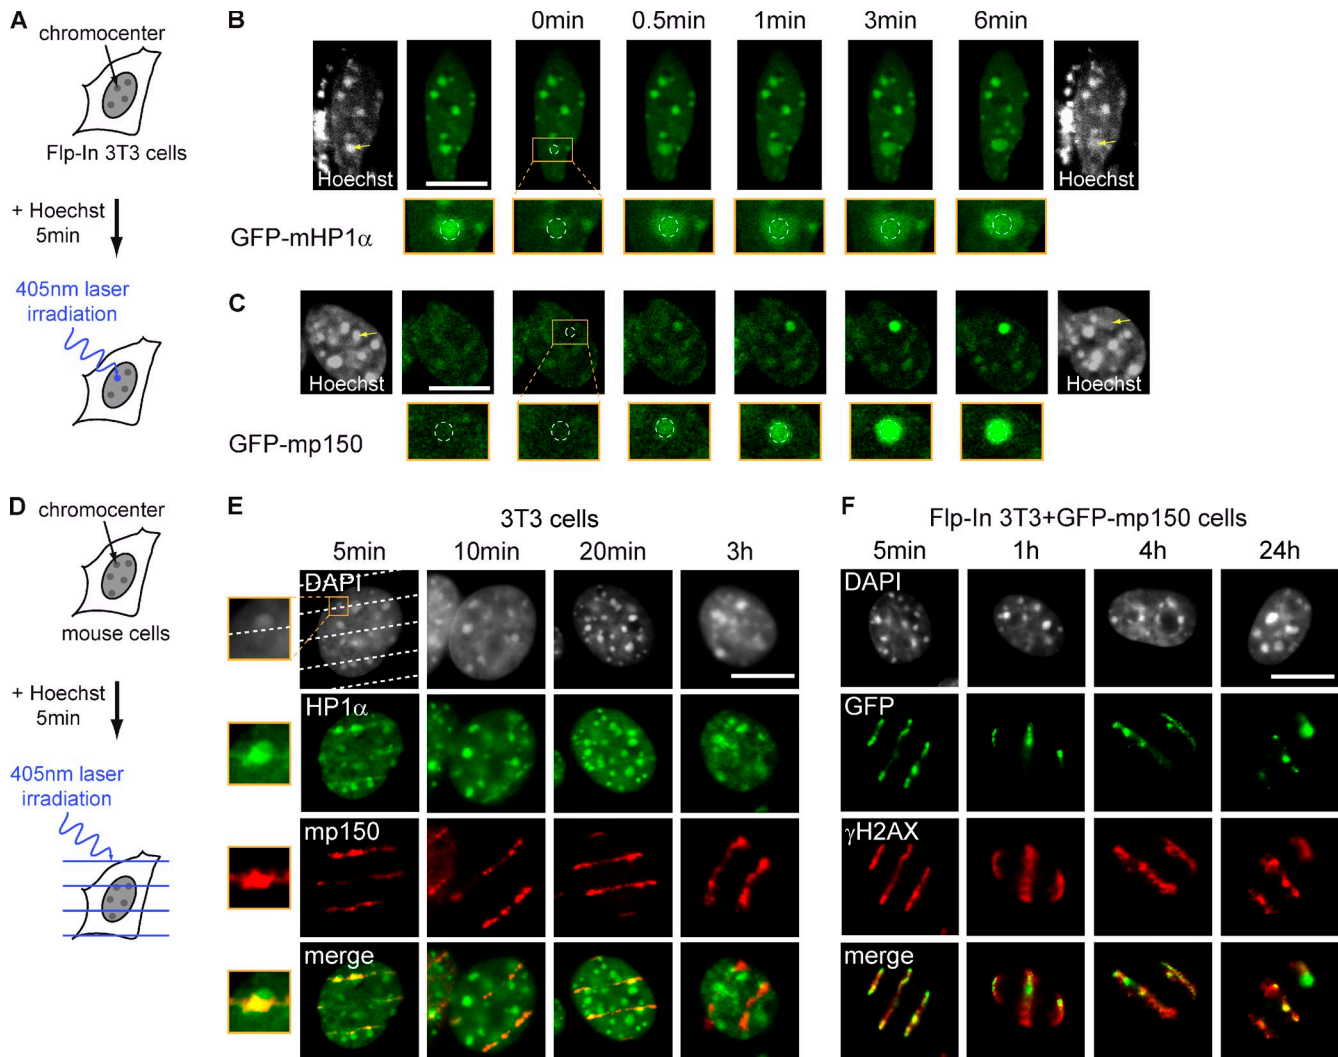 A
chromocenter
Flp-In 3T3 cells
+ Hoechst
5min
405nm laser
irradiation
B
0min 0.5min 1min 3min 6min
Hoechst
Hoechst
GFP-mHP1α
C
Hoechst
Hoechst
GFP-mp150
D
chromocenter
mouse cells
+ Hoechst
5min
405nm laser
irradiation
E
3T3 cells
5min 10min 20min 3h
DAPI
HP1α
mp150
merge
F
Flp-In 3T3+GFP-mp150 cells
5min 1h 4h 24h
DAPI
GFP
γH2AX
merge